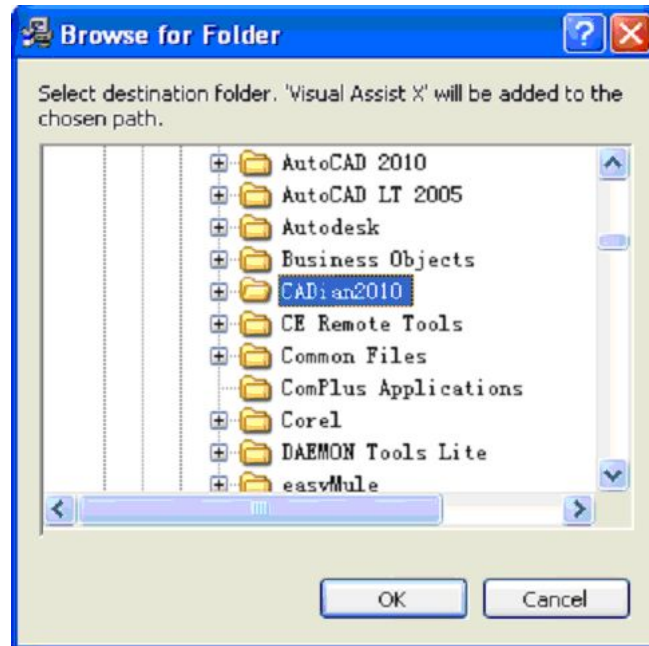 Browse for Folder
Select destination folder. 'Visual Assist X' will be added to the
chosen path.
AutoCAD 2010
AutoCAD LT 2005
Autodesk
Business Objects
CADian2010
CE Remote Tools
Common Files
ComPlus Applications
Corel
DAEMON Tools Lite
easyMule
OK Cancel